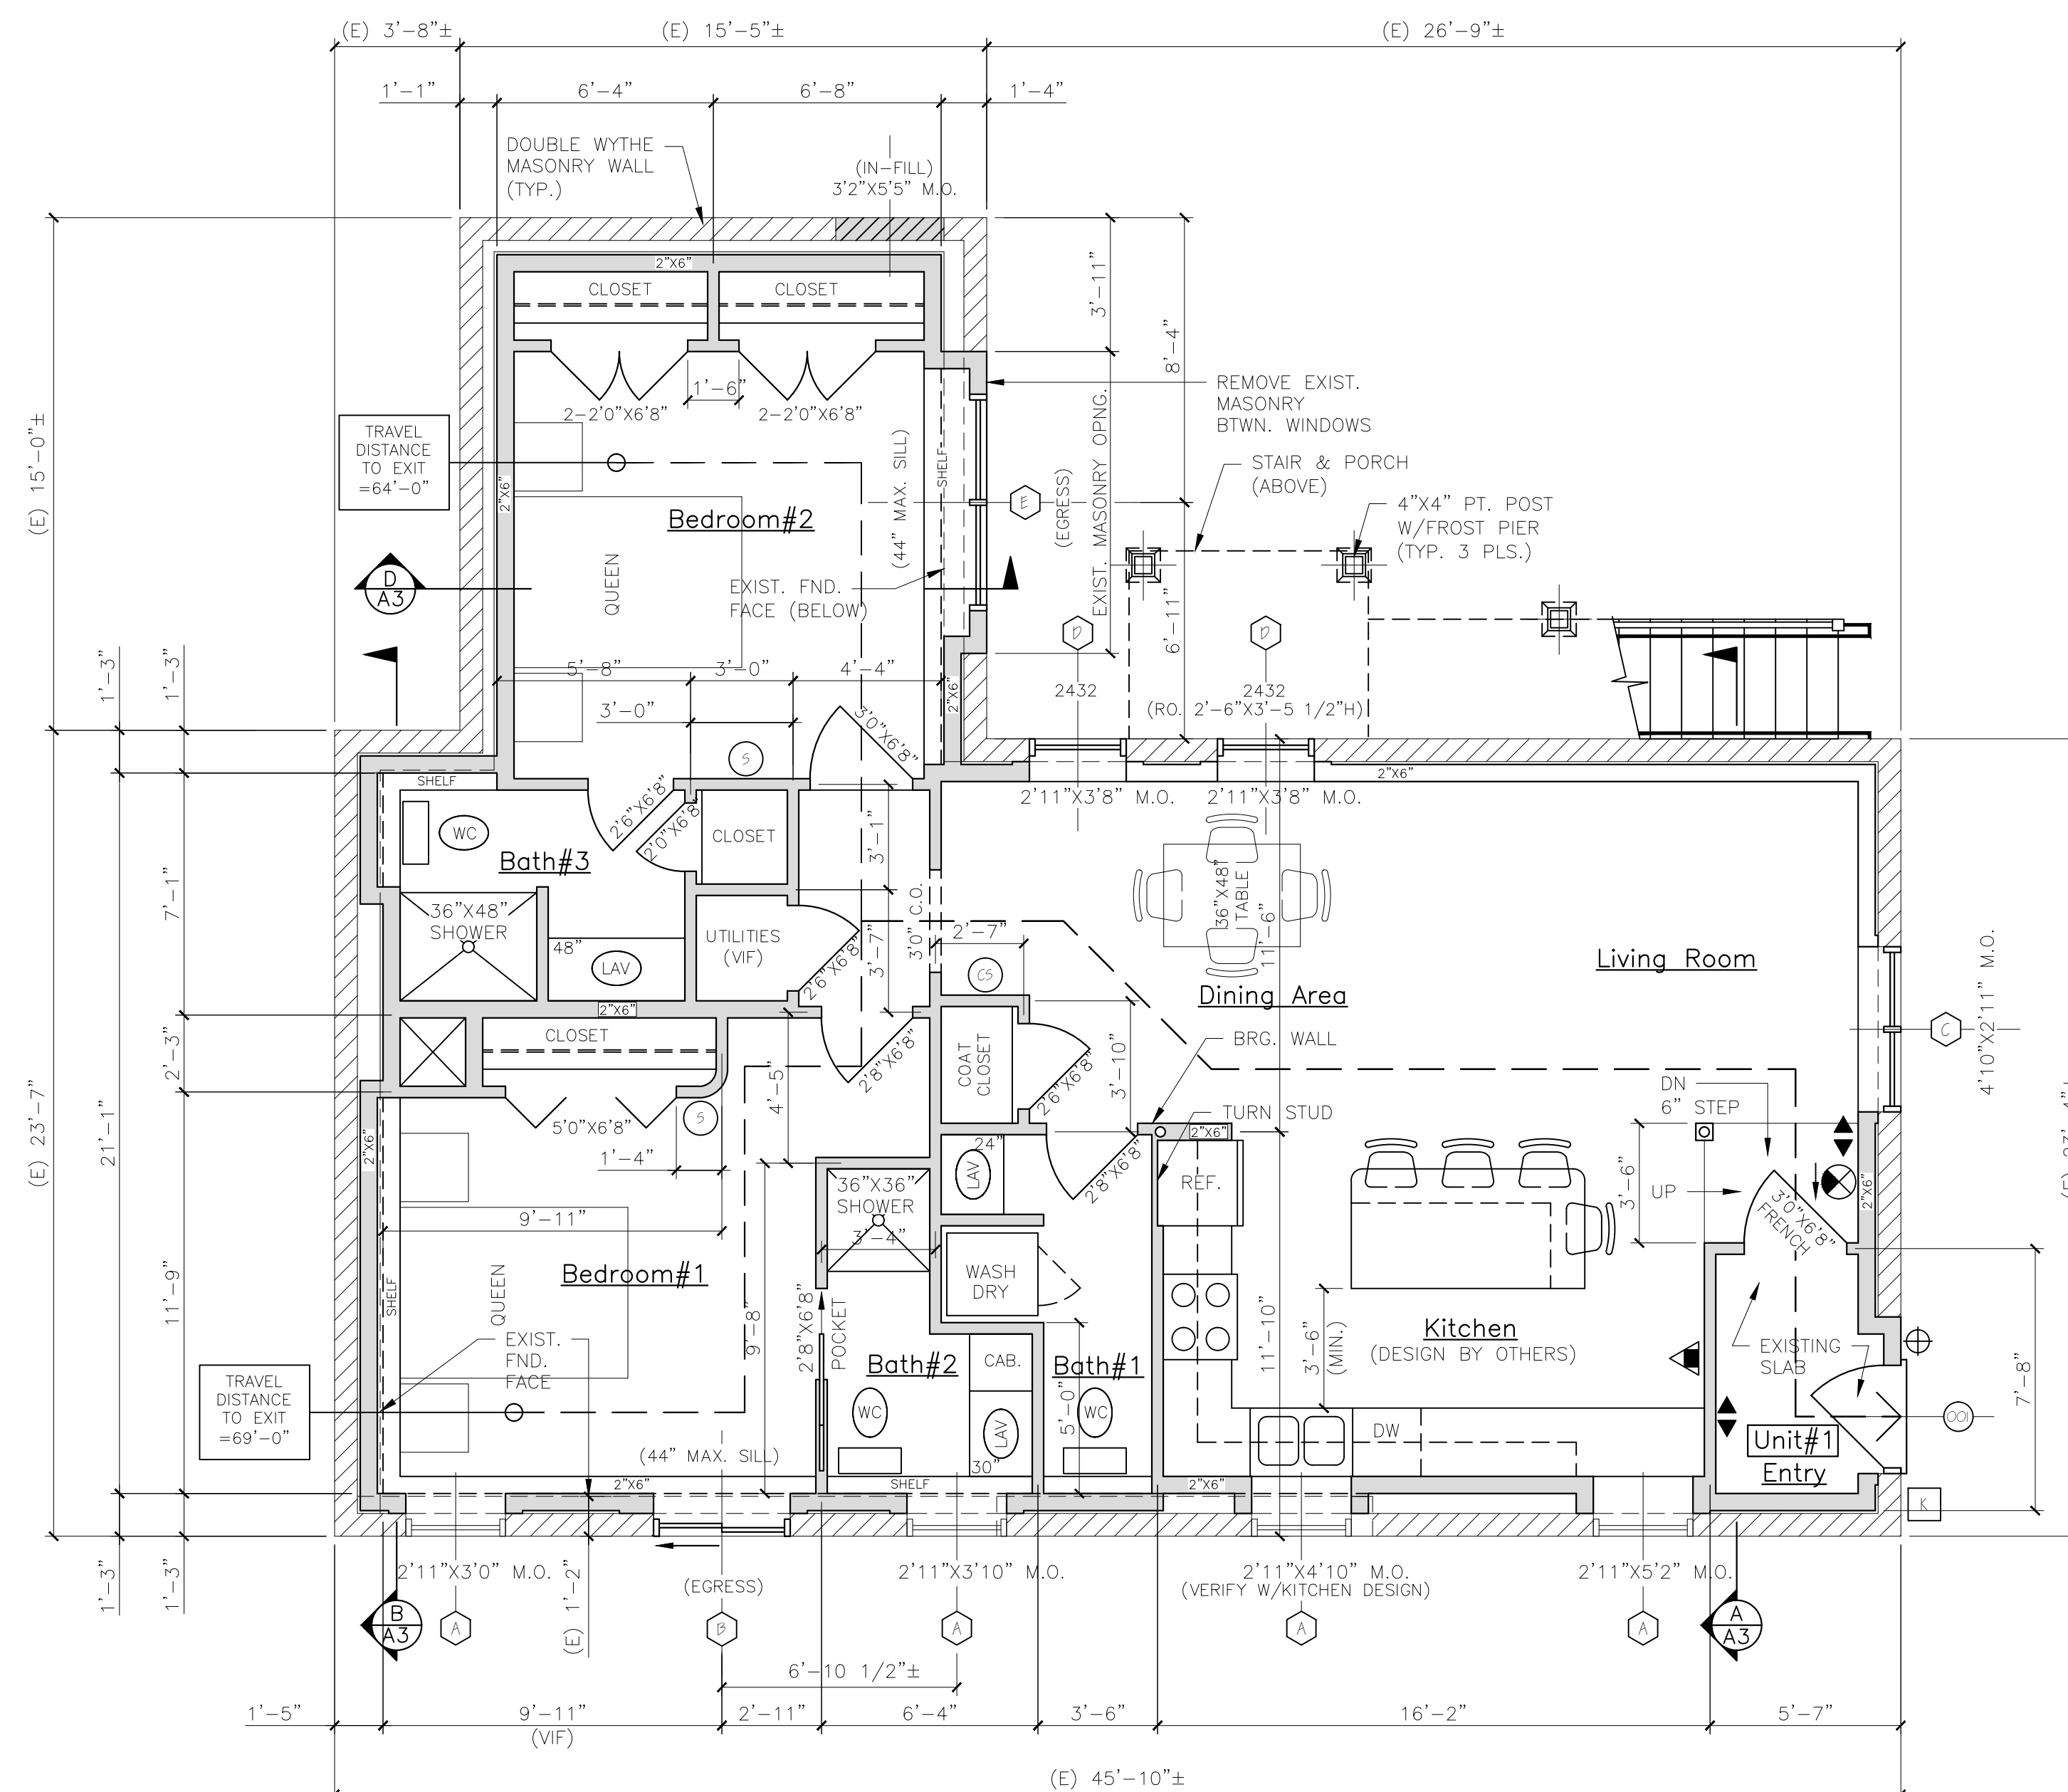 (E) 3'-8"±
(E) 15'-5"±
(E) 26'-9"±
1'-1"
6'-4"
6'-8"
1'-4"
DOUBLE WYTHE
MASONRY WALL
(TYP.)
(IN-FILL)
3'2"X5'5" M.O.
2"X6"
CLOSET
CLOSET
3'-11"
8'-4"
1'-6"
2-2'0"X6'8"
2-2'0"X6'8"
REMOVE EXIST.
MASONRY
BTWN. WINDOWS
TRAVEL
DISTANCE
TO EXIT
=64'-0"
(E) 15'-0"±
2"X6"
(44" MAX. SILL)
SHELF
STAIR & PORCH
(ABOVE)
Bedroom#2
E
(EGRESS)
EXIST. MASONRY OPNG.
4"X4" PT. POST
W/FROST PIER
(TYP. 3 PLS.)
D
A3
QUEEN
EXIST. FND.
FACE (BELOW)
6'-11"
D
D
5'-8"
3'-0"
4'-4"
2"X6"
2432
2432
(RO. 2'-6"X3'-5 1/2"H)
1'-3"
1'-3"
3'-0"
3'0"X6'8"
S
SHELF
2"X6"
2'11"X3'8" M.O.
2'11"X3'8" M.O.
WC
Bath#3
2'6"X6'8"
2'0"X6'8"
CLOSET
3'-1"
36"X48"
TABLE
7'-1"
36"X48"
SHOWER
48"
LAV
UTILITIES
(VIF)
2'6"X6'8"
3'-7"
3'0" C.O.
2'-7"
11'-6"
CS
Living Room
Dining Area
4'10"X2'11" M.O.
C
2"X6"
CLOSET
2'-3"
(E) 23'-7"
21'-1"
BRG. WALL
COAT
CLOSET
2'6"X6'8"
3'-10"
2'8"X6'8"
4'-5"
DN
6" STEP
TURN STUD
2"X6"
5'0"X6'8"
S
2"X6"
1'-4"
24"
LAV
2'8"X6'8"
REF.
36"X36"
SHOWER
3'-4"
UP
3'-6"
3'0"X6'8"
FRENCH
2"X6"
9'-11"
Bedroom#1
QUEEN
SHELF
11'-9"
WASH
DRY
EXIST.
FND.
FACE
9'-8"
2'8"X6'8"
POCKET
Bath#2
CAB.
Bath#1
5'-0"
11'-10"
3'-6"
(MIN.)
Kitchen
(DESIGN BY OTHERS)
EXISTING
SLAB
7'-8"
TRAVEL
DISTANCE
TO EXIT
=69'-0"
WC
LAV
WC
DW
001
Unit#1
Entry
(44" MAX. SILL)
30"
2"X6"
SHELF
2"X6"
K
1'-3"
1'-3"
2'11"X3'0" M.O.
(E) 1'-2"
(EGRESS)
2'11"X3'10" M.O.
2'11"X4'10" M.O.
(VERIFY W/KITCHEN DESIGN)
2'11"X5'2" M.O.
B
A3
A
B
A
A
A
A
A3
6'-10 1/2"±
1'-5"
9'-11"
(VIF)
2'-11"
6'-4"
3'-6"
16'-2"
5'-7"
(E) 45'-10"±